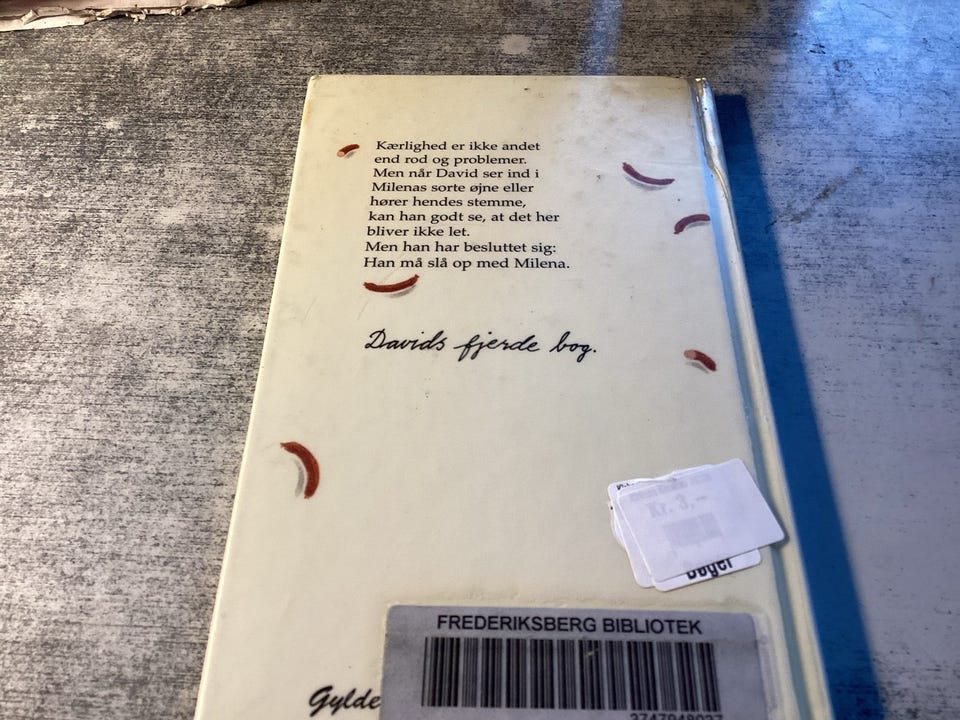 Kærlighed er ikke andet
end rod og problemer.
Men når David ser ind i
Milenas sorte øjne eller
hører hendes stemme,
kan han godt se, at det her
bliver ikke let.
Men han har besluttet sig:
Han må slå op med Milena.
Davids fjerde bog.
Kr. 3,-
Bøger
FREDERIKSBERG BIBLIOTEK
Gylde